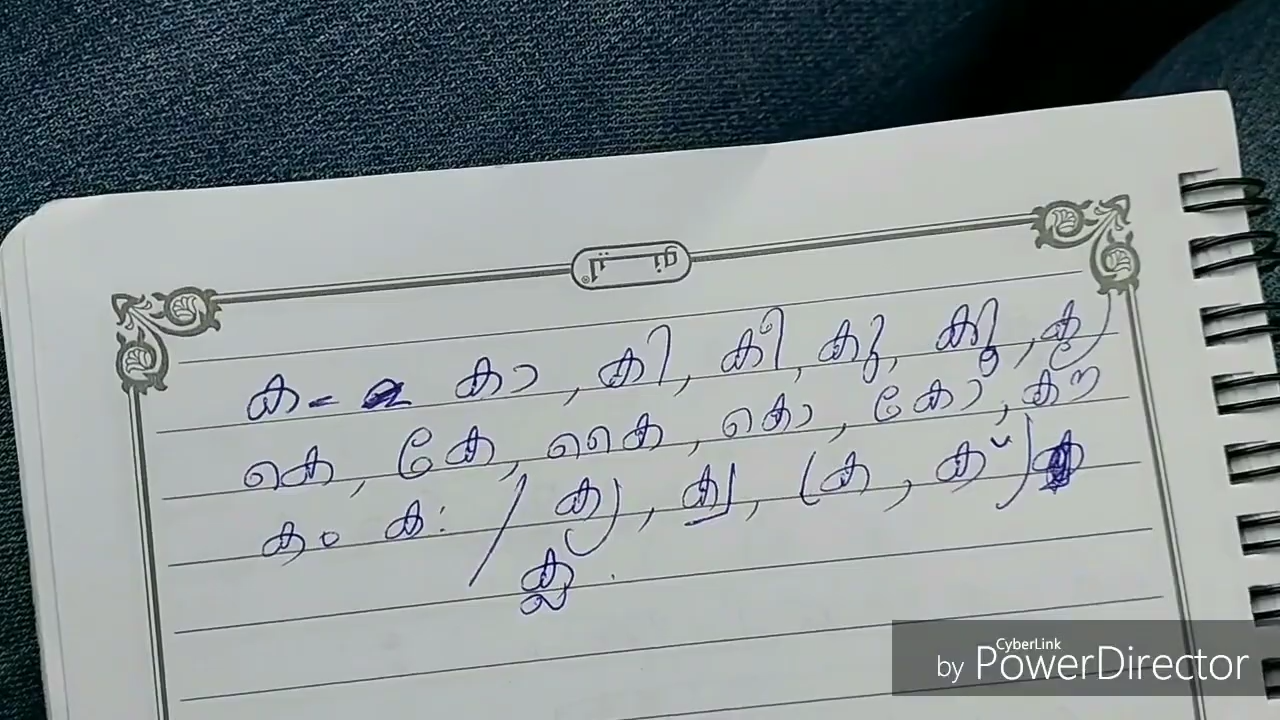 ക - കാ, കി, കീ, കു, കൂ, കൃ
കെ, കേ, കൈ, കൊ, കോ, കൗ
കം കഃ / ക്യ, ക്വ, ക്ര, ക് /
ക്ല
CyberLink
by PowerDirector